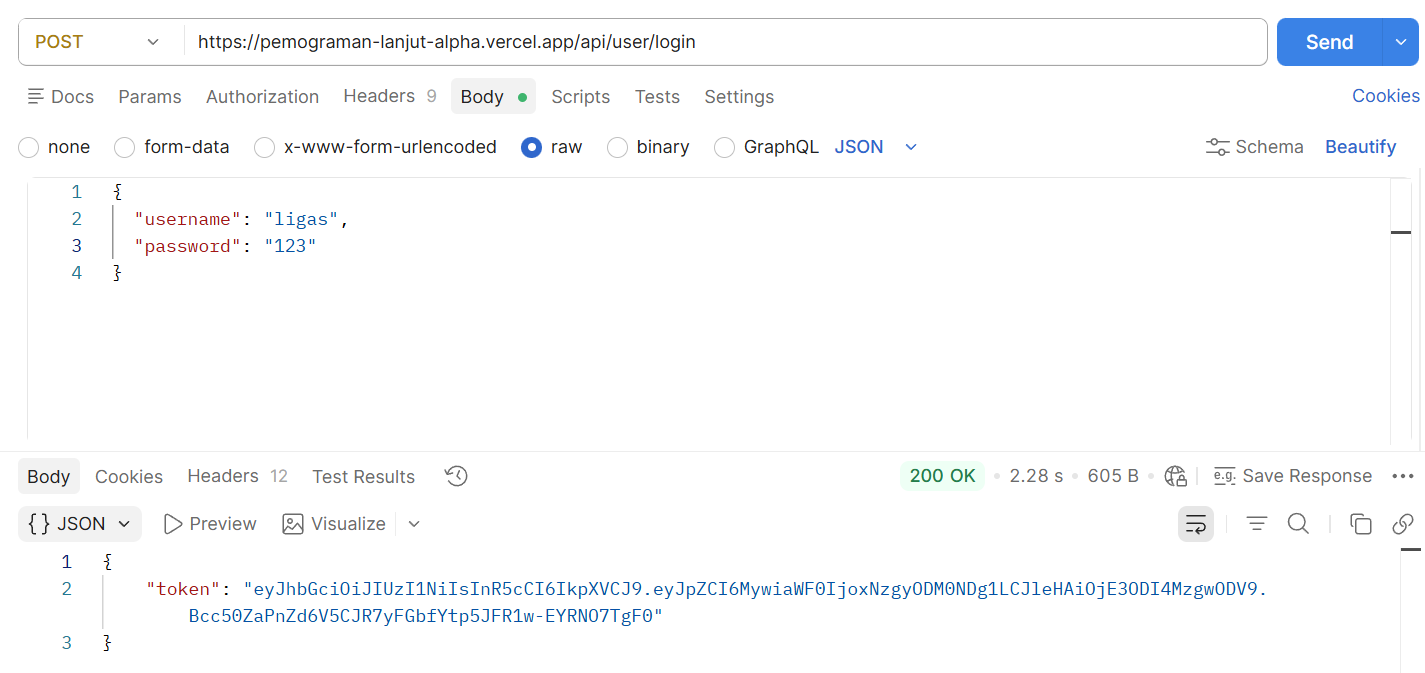 POST https://pemograman-lanjut-alpha.vercel.app/api/user/login Send
Docs Params Authorization Headers 9 Body Scripts Tests Settings Cookies
none form-data x-www-form-urlencoded raw binary GraphQL JSON Schema Beautify
1 {
2 "username": "ligas",
3 "password": "123"
4 }
Body Cookies Headers 12 Test Results 200 OK • 2.28 s • 605 B • e.g. Save Response
{} JSON Preview Visualize
1 {
2 "token": "eyJhbGciOiJIUzI1NiIsInR5cCI6IkpXVCJ9.eyJpZCI6MywiaWF0IjoxNzgyODM0NDg1LCJleHAiOjE3ODI4MzgwODV9.
Bcc50ZaPnZd6V5CJR7yFGbfYtp5JFR1w-EYRNO7TgF0"
3 }